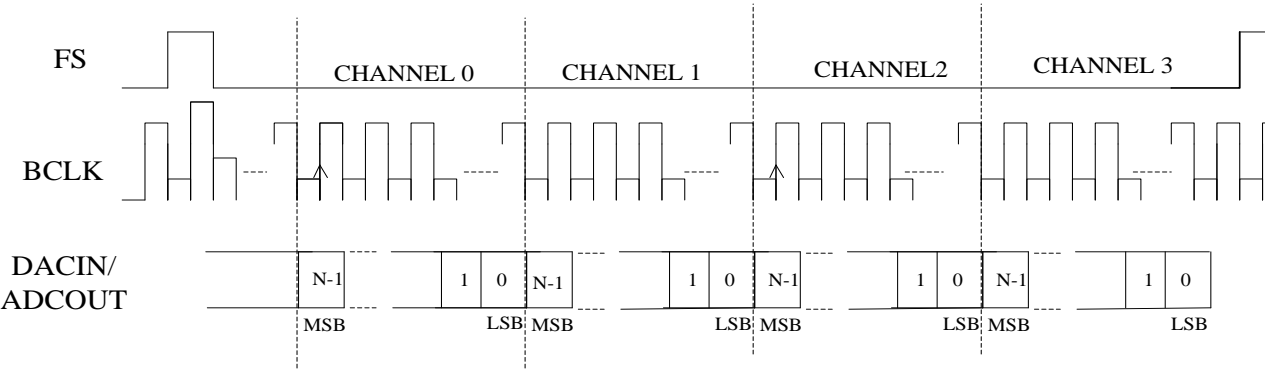 FS
CHANNEL 0 CHANNEL 1 CHANNEL2 CHANNEL 3
BCLK
DACIN/
ADCOUT
N-1 1 0 N-1 1 0 N-1 1 0 N-1 1 0
MSB LSB MSB LSB MSB LSB MSB LSB